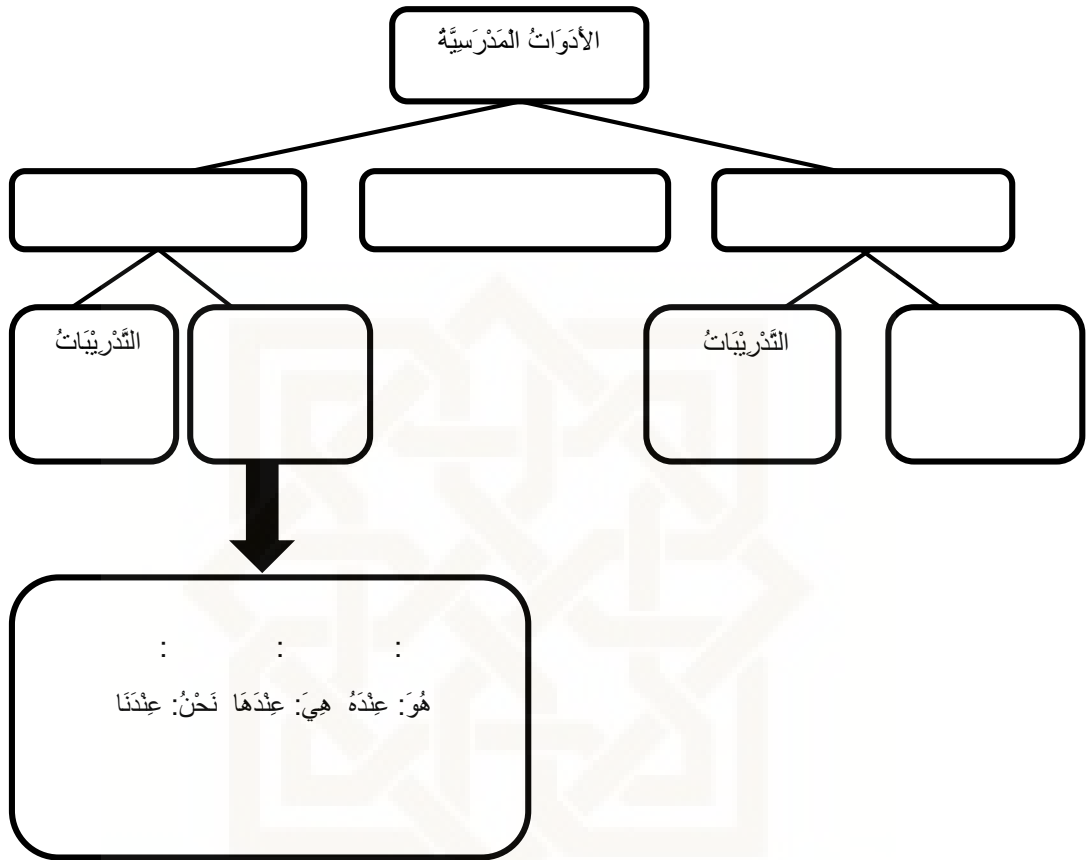 الأَدَوَاتُ الْمَدْرَسِيَّةُ
التَّدْرِيْبَاتُ
التَّدْرِيْبَاتُ
: : :
هُوَ: عِنْدَهُ هِيَ: عِنْدَهَا نَحْنُ: عِنْدَنَا